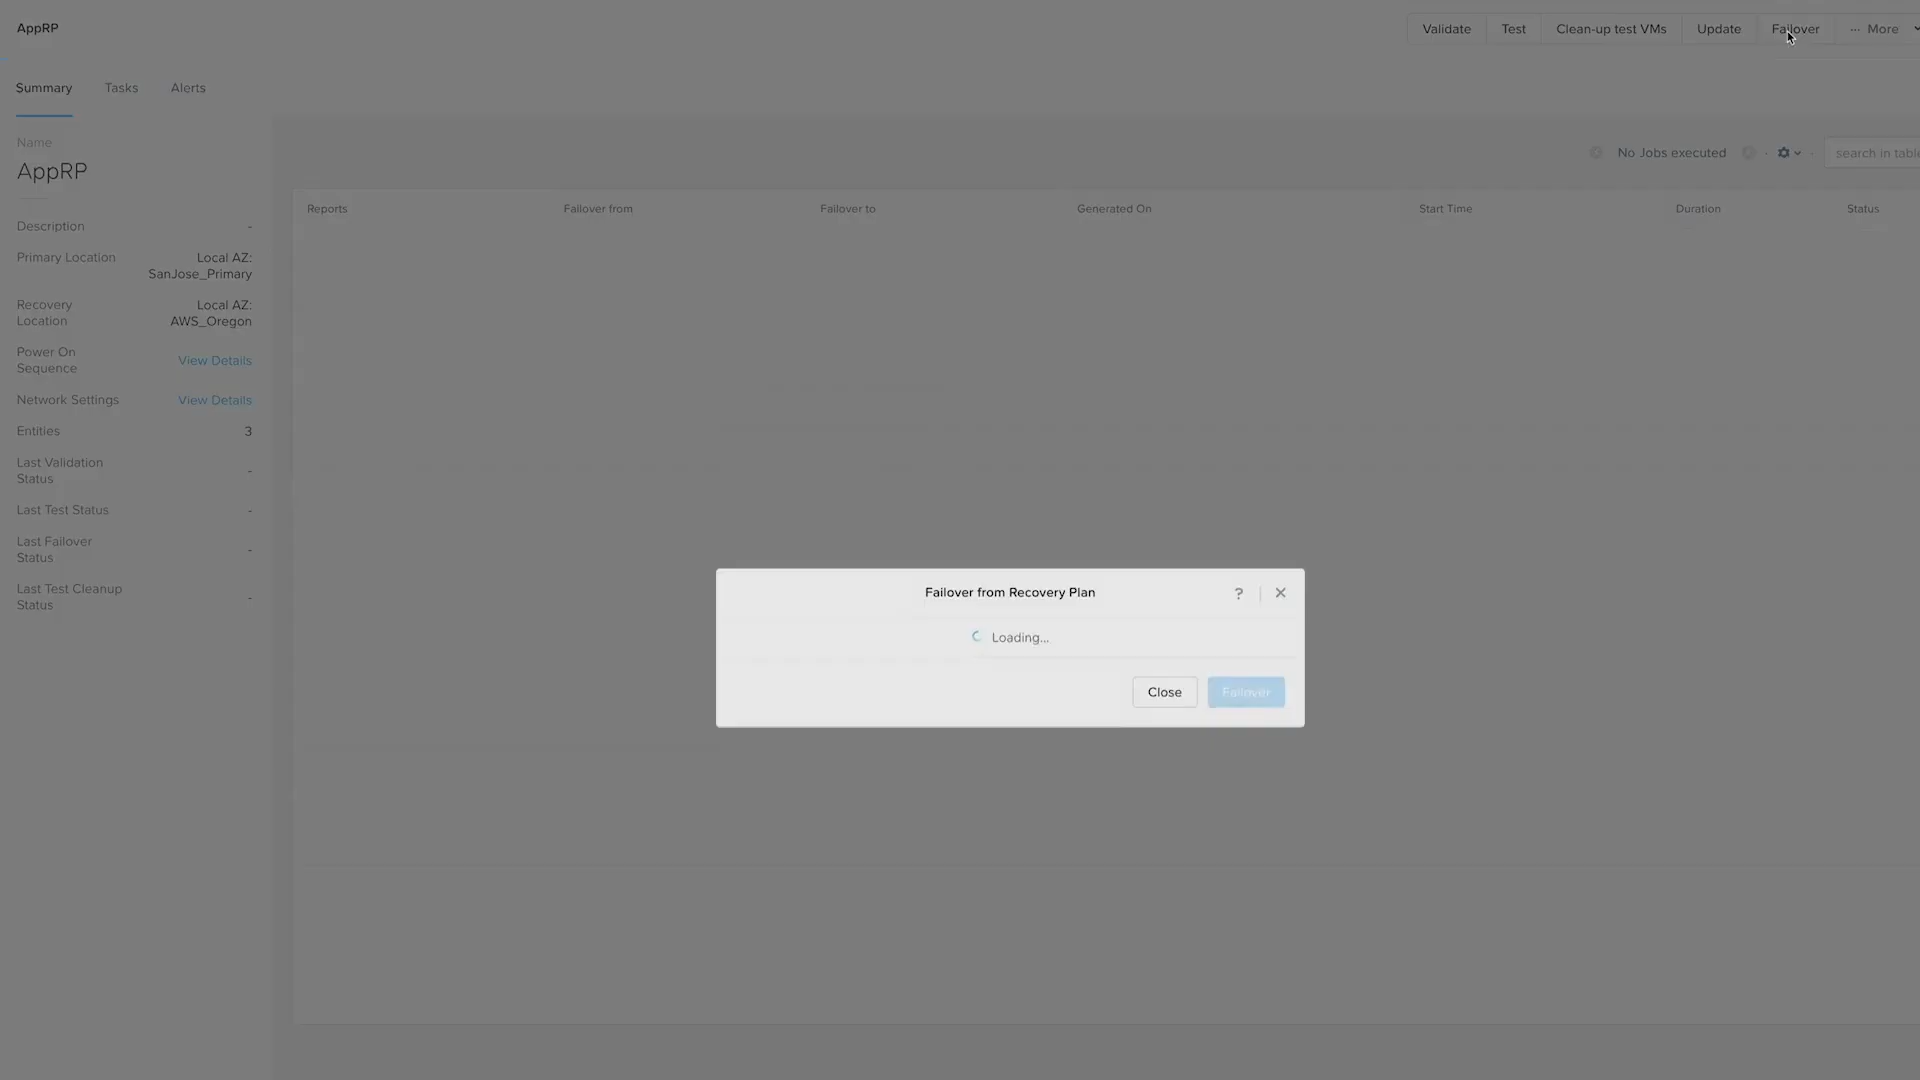 AppRP
Validate
Test
Clean-up test VMs
Update
Failover
··· More
Summary
Tasks
Alerts
Name
AppRP
Description -
Primary Location Local AZ:
SanJose_Primary
Recovery Local AZ:
Location AWS_Oregon
Power On
Sequence View Details
Network Settings View Details
Entities 3
Last Validation
Status -
Last Test Status -
Last Failover
Status -
Last Test Cleanup
Status -
No Jobs executed
search in table
Reports
Failover from
Failover to
Generated On
Start Time
Duration
Status
Failover from Recovery Plan
?
Loading...
Close
Failover